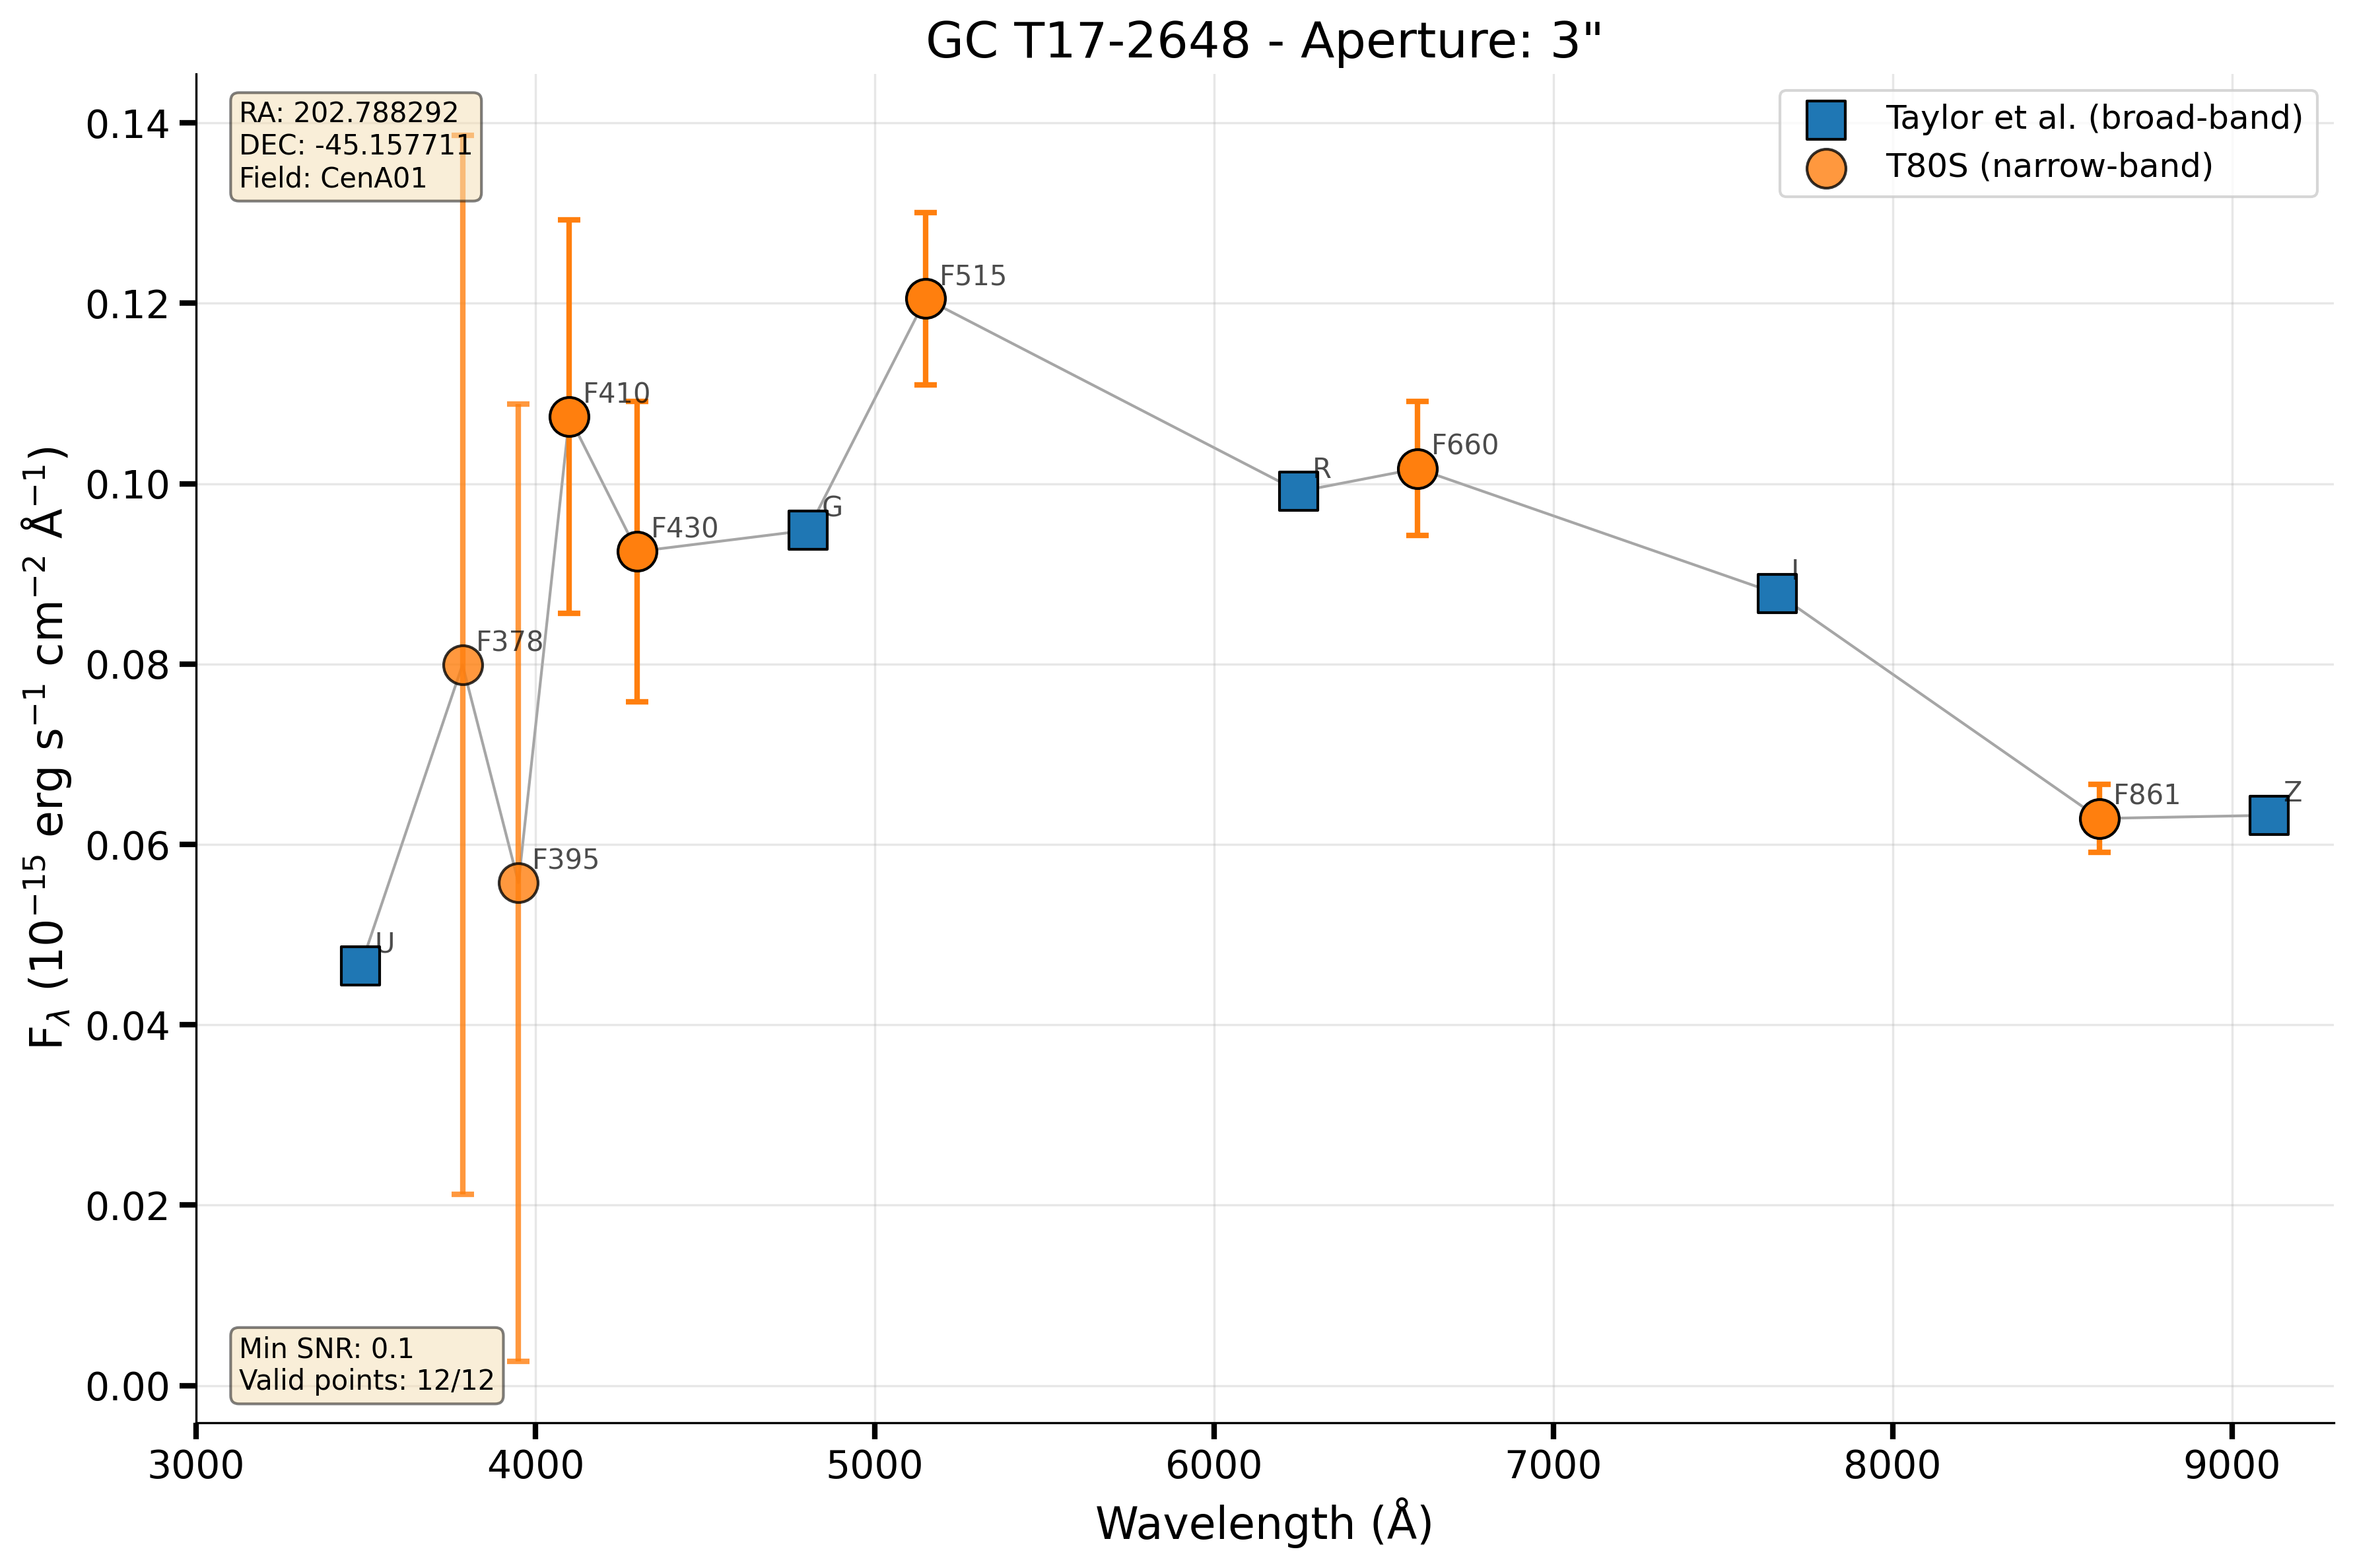 GC T17-2648 - Aperture: 3"
RA: 202.788292
DEC: -45.157711
Field: CenA01
Taylor et al. (broad-band)
T80S (narrow-band)
F515
F410
F430
G
R
F660
I
F378
F395
U
F861
Z
Min SNR: 0.1
Valid points: 12/12
0.14
0.12
0.10
0.08
0.06
0.04
0.02
0.00
F_λ (10⁻¹⁵ erg s⁻¹ cm⁻² Å⁻¹)
3000 4000 5000 6000 7000 8000 9000
Wavelength (Å)